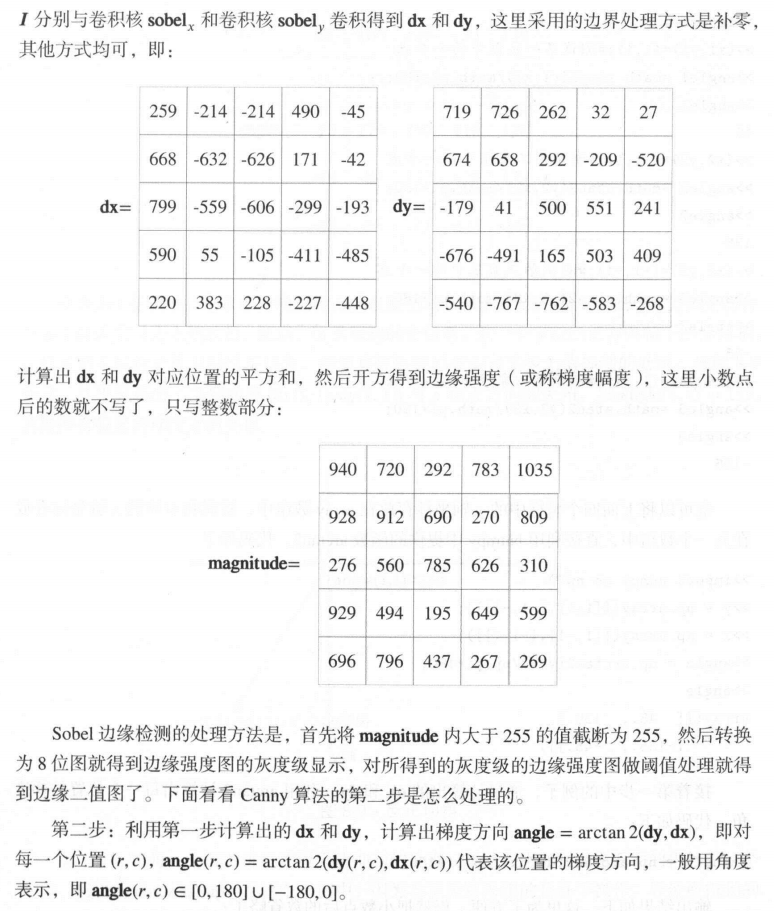 I 分别与卷积核 sobelx 和卷积核 sobely 卷积得到 dx 和 dy，这里采用的边界处理方式是补零，
其他方式均可，即：
259 -214 -214 490 -45
668 -632 -626 171 -42
dx= 799 -559 -606 -299 -193
590 55 -105 -411 -485
220 383 228 -227 -448
719 726 262 32 27
674 658 292 -209 -520
dy= -179 41 500 551 241
-676 -491 165 503 409
-540 -767 -762 -583 -268
计算出 dx 和 dy 对应位置的平方和，然后开方得到边缘强度（或称梯度幅度），这里小数点
后的数就不写了，只写整数部分：
940 720 292 783 1035
928 912 690 270 809
magnitude= 276 560 785 626 310
929 494 195 649 599
696 796 437 267 269
Sobel 边缘检测的处理方法是，首先将 magnitude 内大于 255 的值截断为 255，然后转换
为 8 位图就得到边缘强度图的灰度级显示，对所得到的灰度级的边缘强度图做阈值处理就得
到边缘二值图了。下面看看 Canny 算法的第二步是怎么处理的。
第二步：利用第一步计算出的 dx 和 dy，计算出梯度方向 angle = arctan 2(dy, dx)，即对
每一个位置 (r, c)，angle(r, c) = arctan 2(dy(r, c), dx(r, c)) 代表该位置的梯度方向，一般用角度
表示，即 angle(r, c) ∈ [0,180] ∪ [−180,0]。